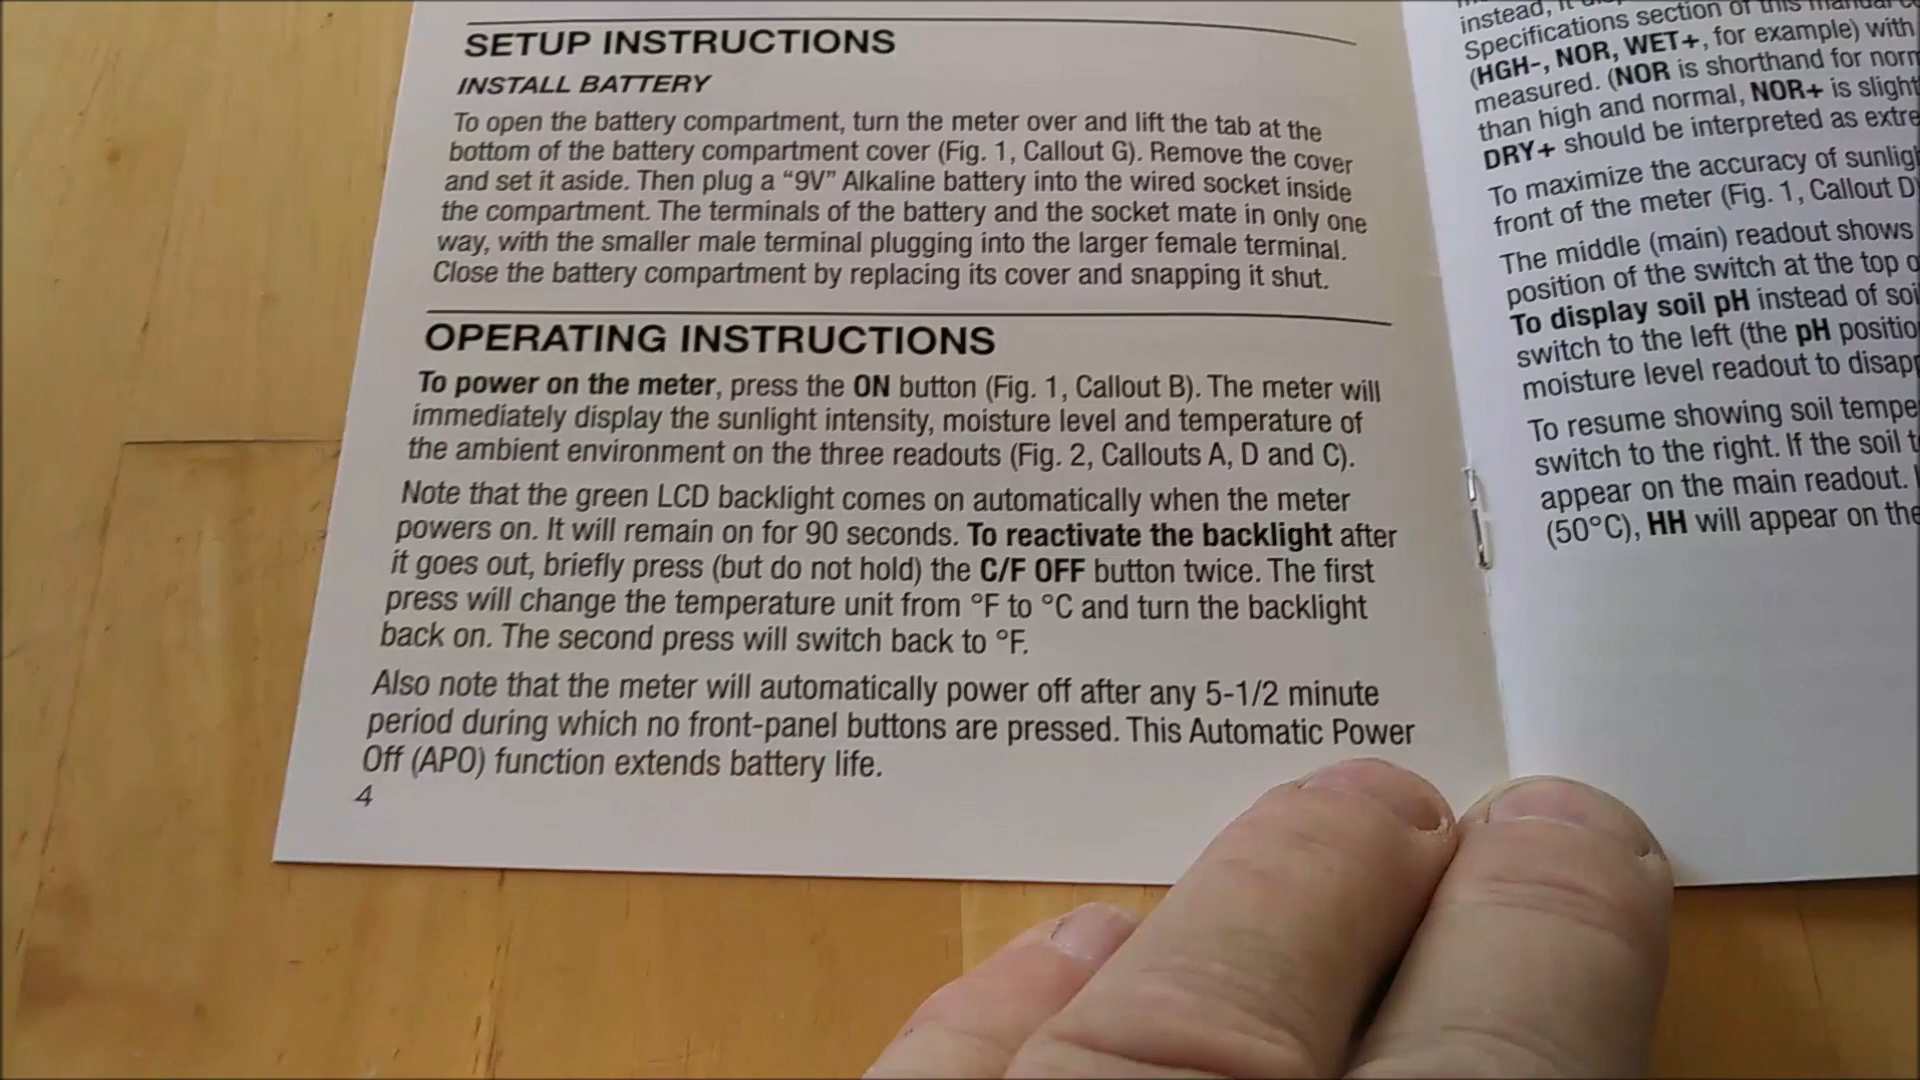 SETUP INSTRUCTIONS
INSTALL BATTERY
To open the battery compartment, turn the meter over and lift the tab at the
bottom of the battery compartment cover (Fig. 1, Callout G). Remove the cover
and set it aside. Then plug a “9V” Alkaline battery into the wired socket inside
the compartment. The terminals of the battery and the socket mate in only one
way, with the smaller male terminal plugging into the larger female terminal.
Close the battery compartment by replacing its cover and snapping it shut.
OPERATING INSTRUCTIONS
To power on the meter, press the ON button (Fig. 1, Callout B). The meter will
immediately display the sunlight intensity, moisture level and temperature of
the ambient environment on the three readouts (Fig. 2, Callouts A, D and C).
Note that the green LCD backlight comes on automatically when the meter
powers on. It will remain on for 90 seconds. To reactivate the backlight after
it goes out, briefly press (but do not hold) the C/F OFF button twice. The first
press will change the temperature unit from °F to °C and turn the backlight
back on. The second press will switch back to °F.
Also note that the meter will automatically power off after any 5-1/2 minute
period during which no front-panel buttons are pressed. This Automatic Power
Off (APO) function extends battery life.
4
instead, it
Specifications section of this manual
(HGH-, NOR, WET+, for example) with
measured. (NOR is shorthand for
than high and normal, NOR+ is
DRY+ should be interpreted as
To maximize the accuracy of
front of the meter (Fig. 1, Callout D
The middle (main) readout shows
position of the switch at the top
To display soil pH instead of
switch to the left (the pH
moisture level readout to
To resume showing soil
switch to the right. If the soil
appear on the main readout.
(50°C), HH will appear on the